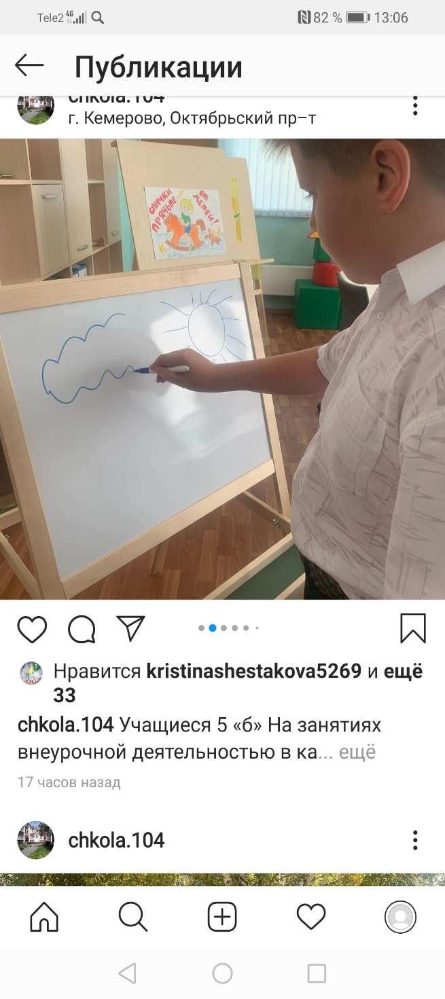 Tele2 4G 82 % 13:06
Публикации
chkola.104
г. Кемерово, Октябрьский пр-т
СПИЧКИ ОТ
ПРЯЧЬТЕ ДЕТЕЙ!
Нравится kristinashestakova5269 и ещё
33
chkola.104 Учащиеся 5 «б» На занятиях
внеурочной деятельностью в ка... ещё
17 часов назад
chkola.104